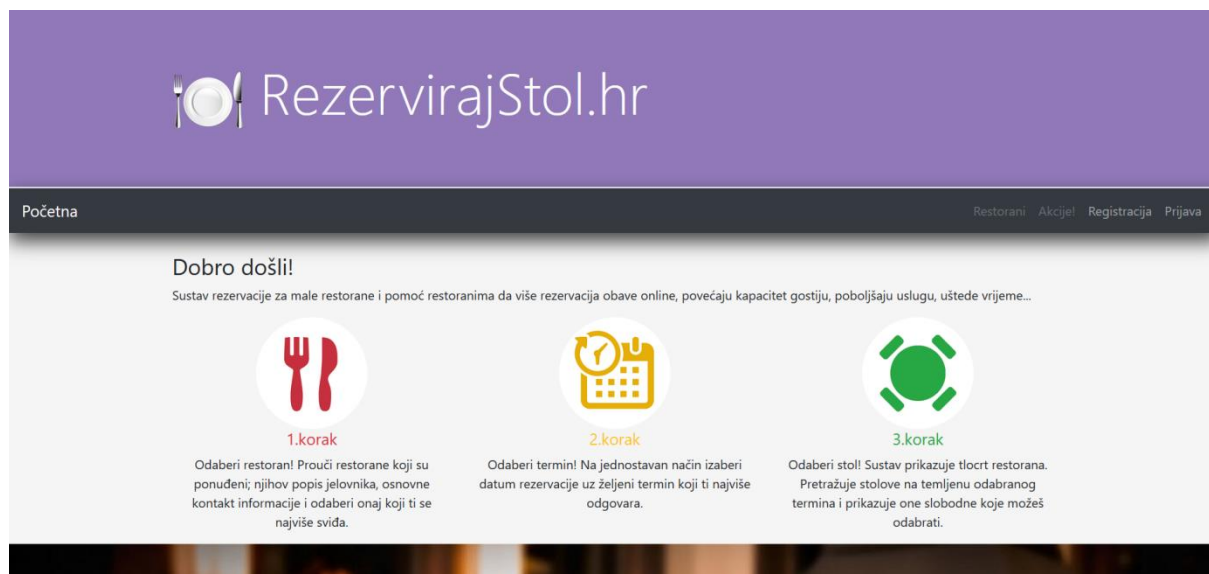 RezervirajStol.hr
Početna
Restorani Akcije! Registracija Prijava
Dobro došli!
Sustav rezervacije za male restorane i pomoć restoranima da više rezervacija obave online, povećaju kapacitet gostiju, poboljšaju uslugu, uštede vrijeme...
1.korak
Odaberi restoran! Prouči restorane koji su
ponuđeni; njihov popis jelovnika, osnovne
kontakt informacije i odaberi onaj koji ti se
najviše sviđa.
2.korak
Odaberi termin! Na jednostavan način izaberi
datum rezervacije uz željeni termin koji ti najviše
odgovara.
3.korak
Odaberi stol! Sustav prikazuje tlocrt restorana.
Pretražuje stolove na temljenu odabranog
termina i prikazuje one slobodne koje možeš
odabrati.